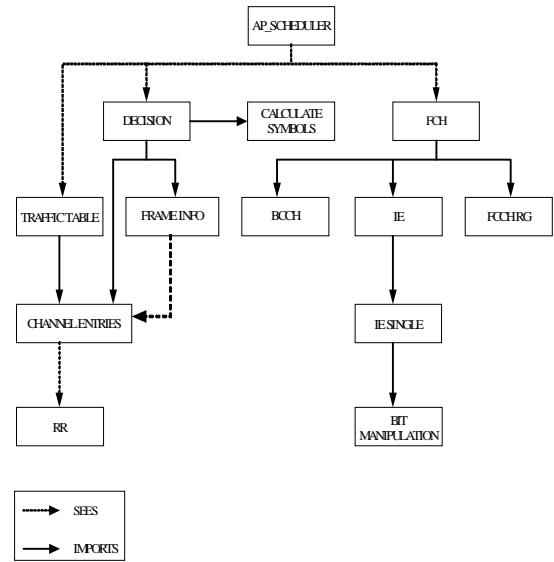 AP_SCHEDULER
DECISION
CALCULATE
SYMBOLS
FCH
TRAFFIC TABLE
FRAME INFO
BCCH
IE
FCCH RG
CHANNEL ENTRIES
IE SINGLE
RR
BIT
MANIPULATION
SEES
IMPORTS